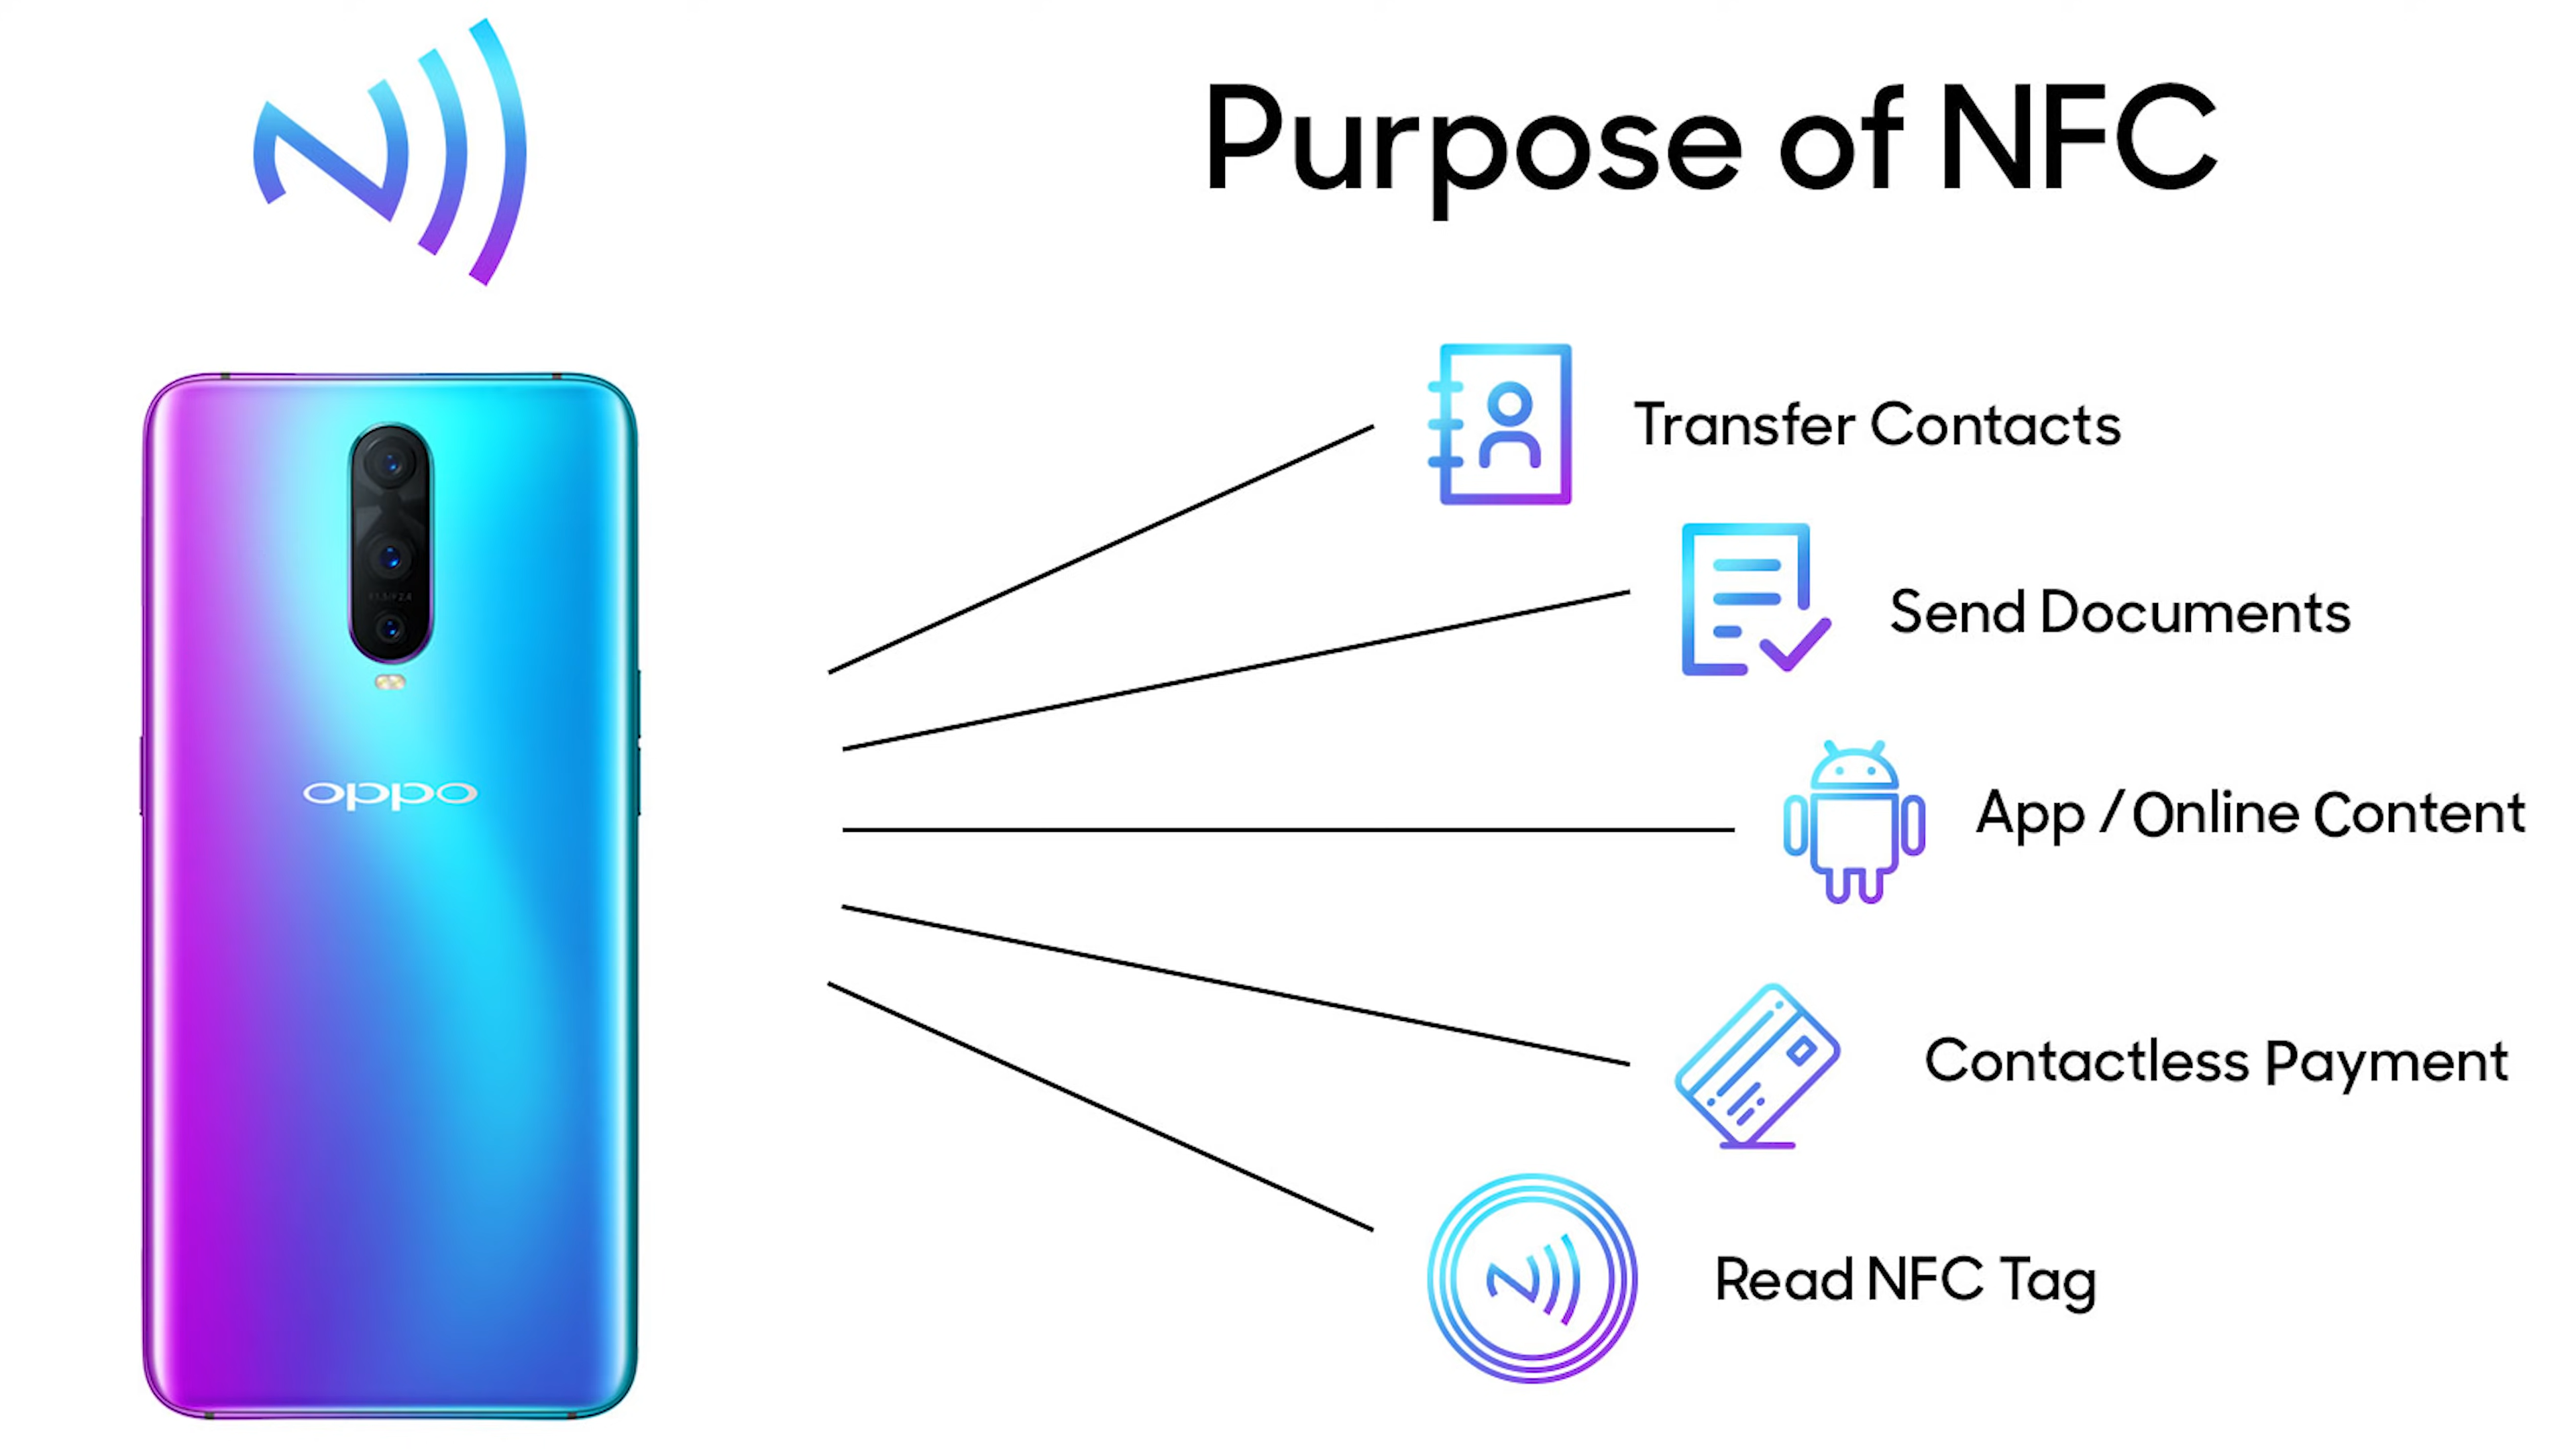 Purpose of NFC
Transfer Contacts
Send Documents
App / Online Content
oppo
Contactless Payment
Read NFC Tag